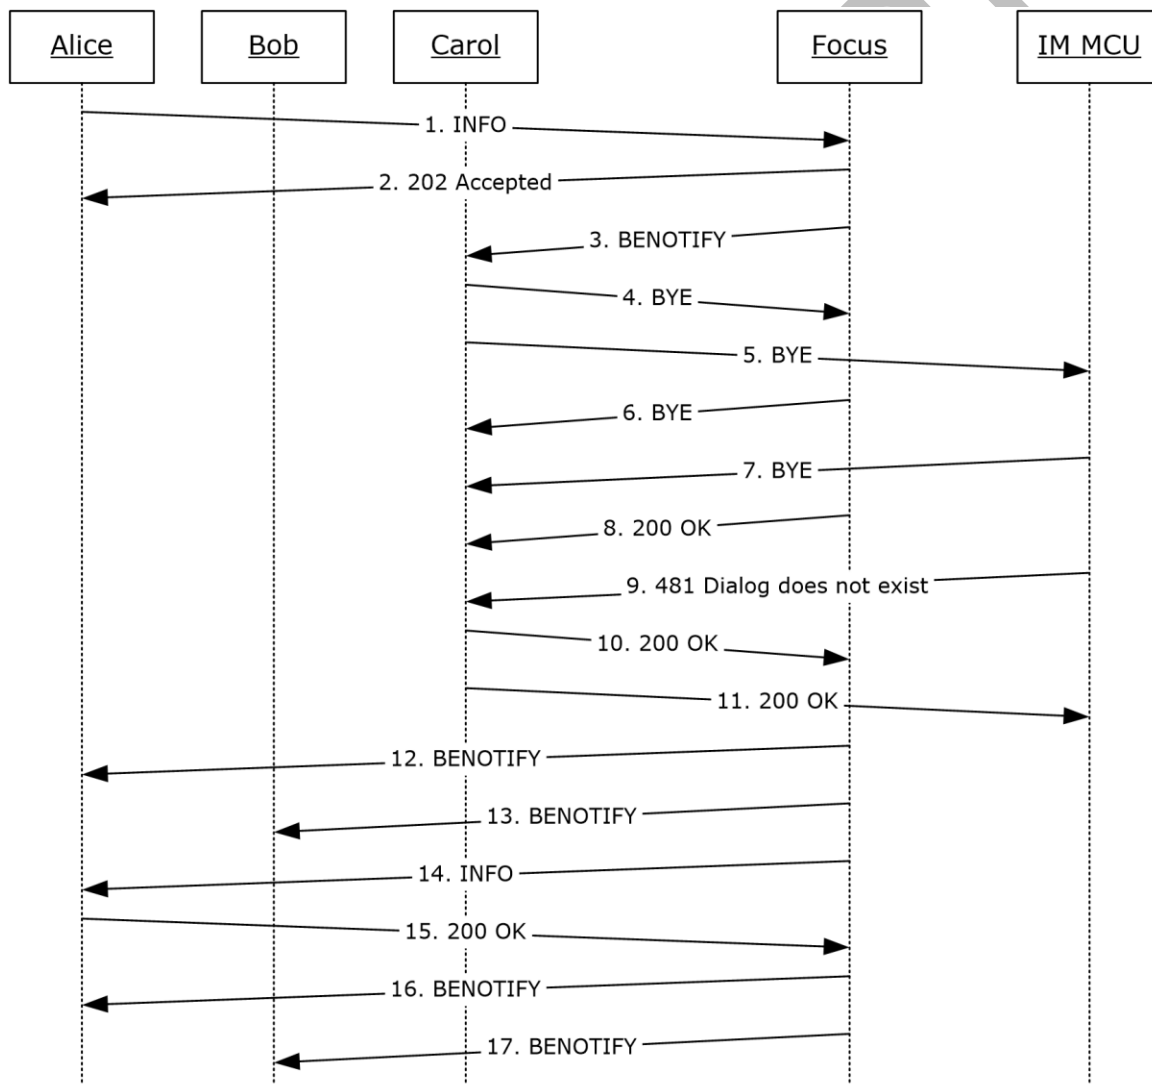 Alice Bob Carol Focus IM MCU
1. INFO
2. 202 Accepted
3. BENOTIFY
4. BYE
5. BYE
6. BYE
7. BYE
8. 200 OK
9. 481 Dialog does not exist
10. 200 OK
11. 200 OK
12. BENOTIFY
13. BENOTIFY
14. INFO
15. 200 OK
16. BENOTIFY
17. BENOTIFY